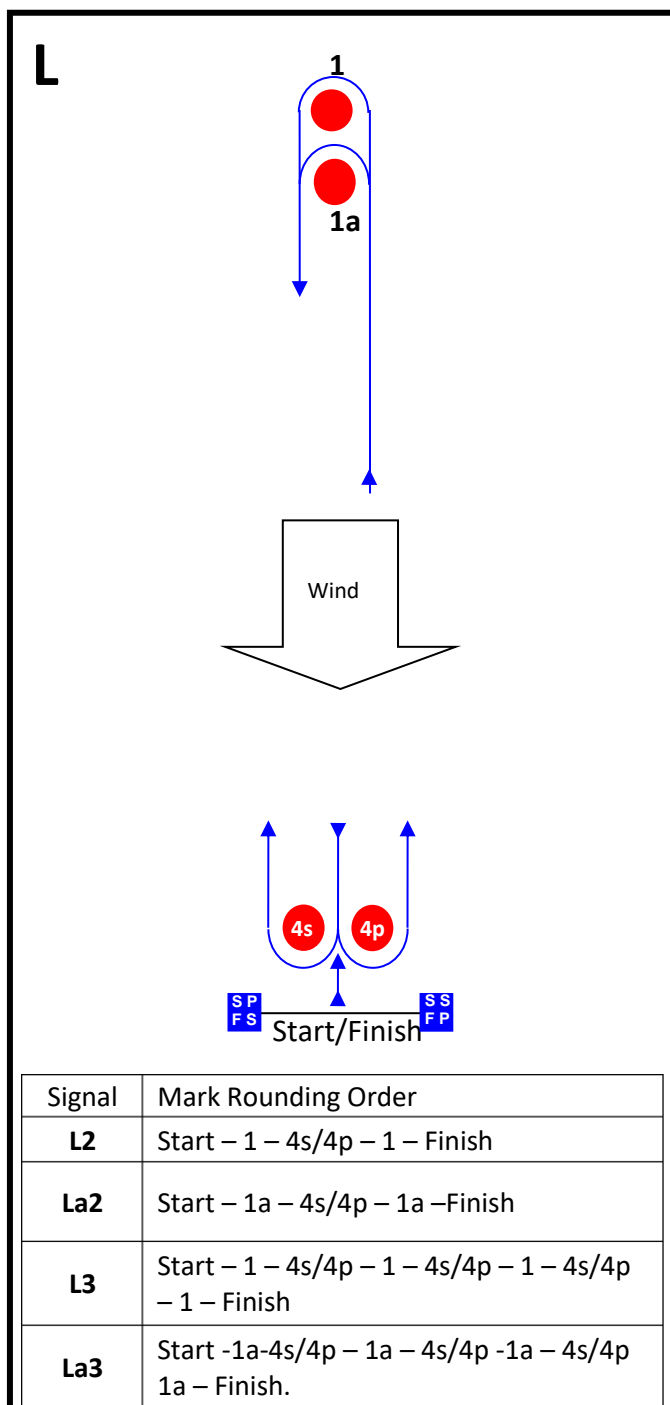 L
1
1a
Wind
4s 4p
S P S S
F S F P
Start/Finish
Signal Mark Rounding Order
L2 Start – 1 – 4s/4p – 1 – Finish
La2 Start – 1a – 4s/4p – 1a –Finish
L3 Start – 1 – 4s/4p – 1 – 4s/4p – 1 – 4s/4p
– 1 – Finish
La3 Start -1a-4s/4p – 1a – 4s/4p -1a – 4s/4p
1a – Finish.